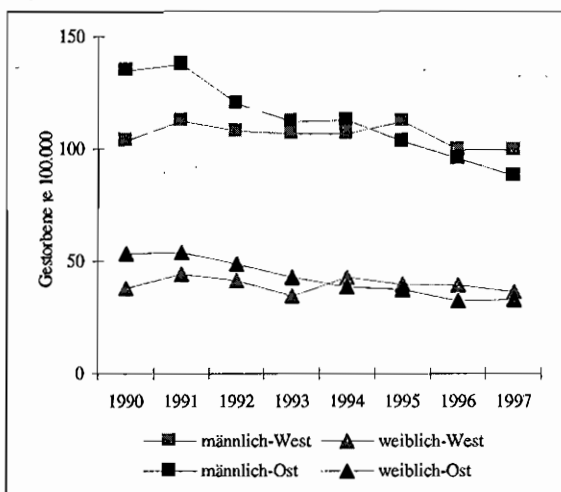 Gestorbene je 100.000
150
100
50
0
1990 1991 1992 1993 1994 1995 1996 1997
männlich-West weiblich-West
männlich-Ost weiblich-Ost